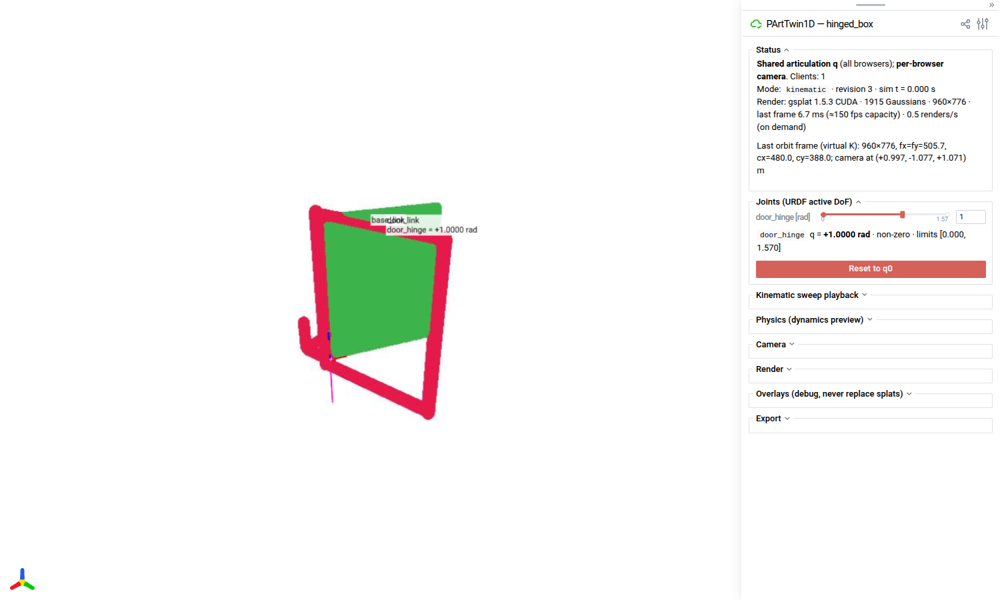 PArtTwin1D — hinged_box
Status
Shared articulation q (all browsers); per-browser
camera. Clients: 1
Mode: kinematic · revision 3 · sim t = 0.000 s
Render: gsplat 1.5.3 CUDA · 1915 Gaussians · 960×776 ·
last frame 6.7 ms (≈150 fps capacity) · 0.5 renders/s
(on demand)
Last orbit frame (virtual K): 960×776, fx=fy=505.7,
cx=480.0, cy=388.0; camera at (+0.997, -1.077, +1.071)
m
Joints (URDF active DoF)
door_hinge [rad]
0
1.57
1
door_hinge q = +1.0000 rad · non-zero · limits [0.000,
1.570]
Reset to q0
Kinematic sweep playback
Physics (dynamics preview)
Camera
Render
Overlays (debug, never replace splats)
Export
door_hinge = +1.0000 rad